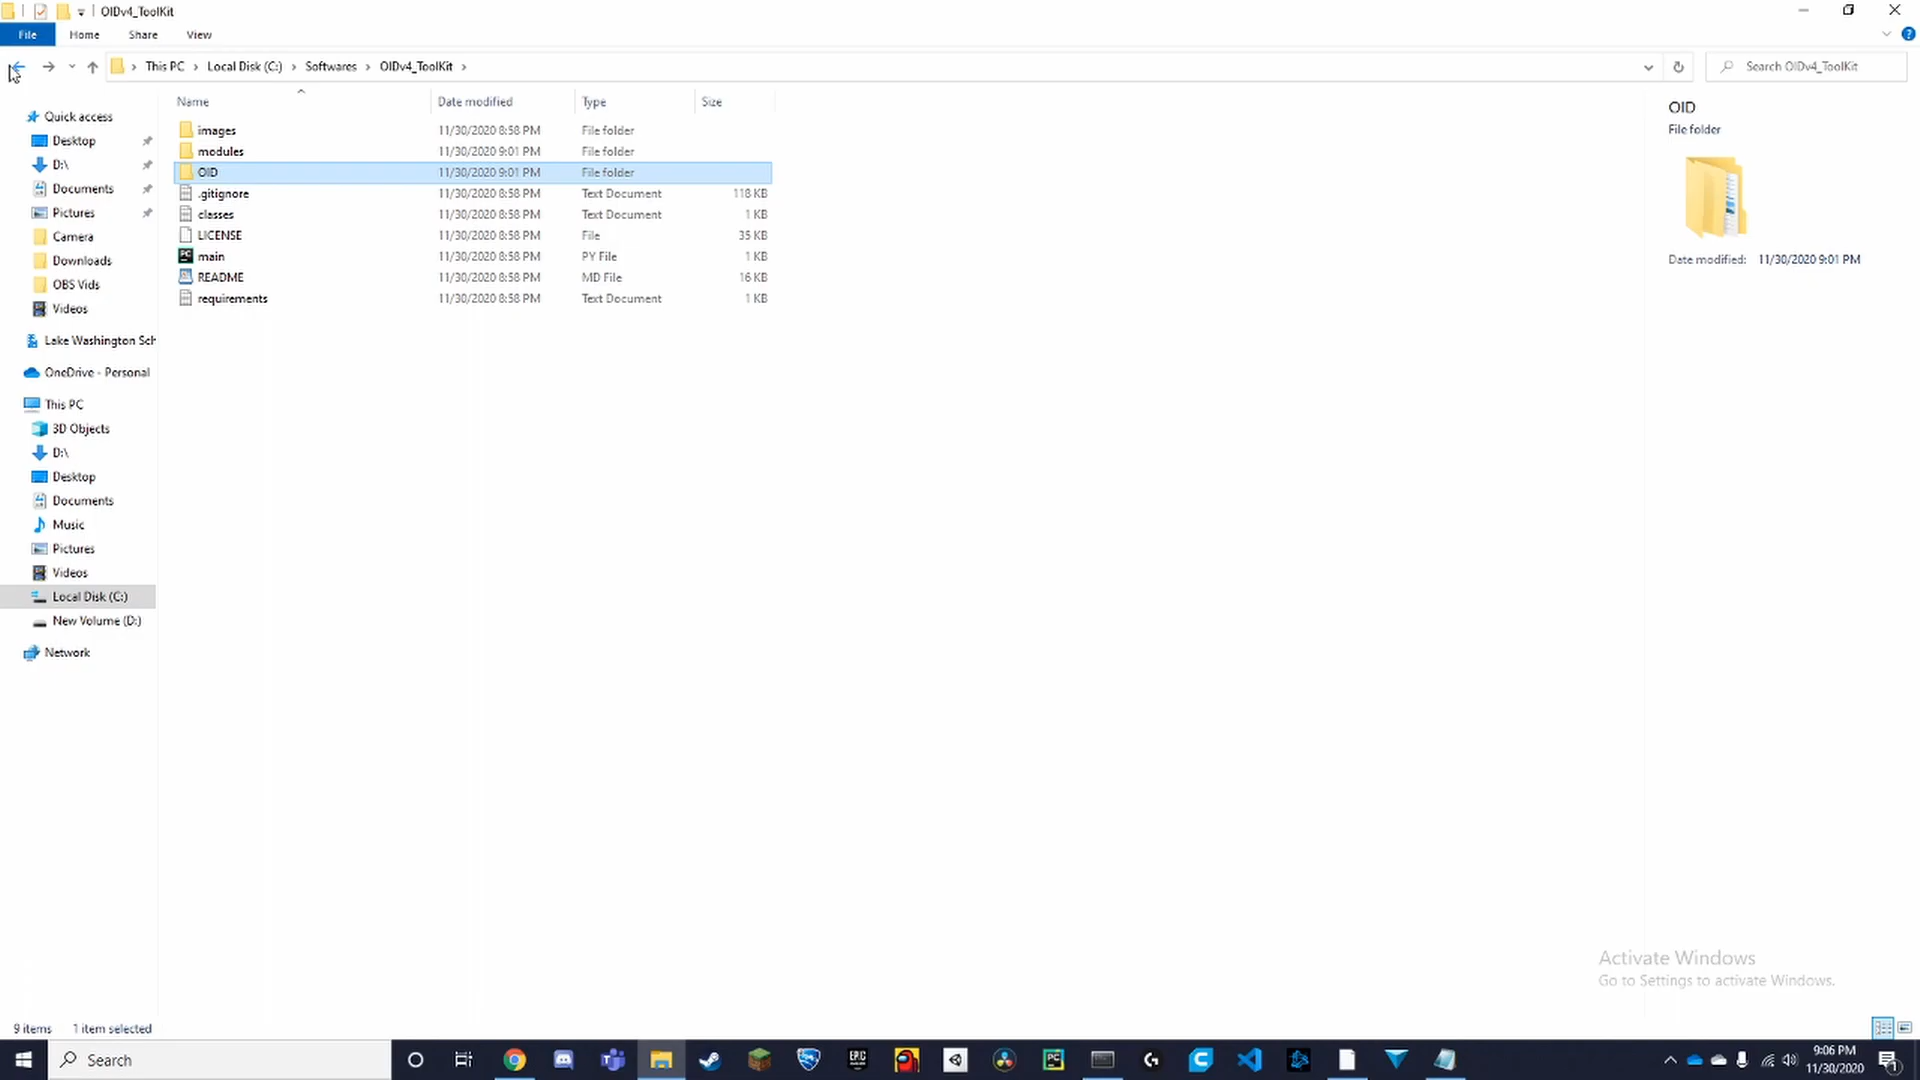 OIDv4_ToolKit
File Home Share View
This PC Local Disk (C:) Softwares OIDv4_ToolKit
Search OIDv4_ToolKit
Name Date modified Type Size
images 11/30/2020 8:58 PM File folder
modules 11/30/2020 9:01 PM File folder
OID 11/30/2020 9:01 PM File folder
.gitignore 11/30/2020 8:58 PM Text Document 118 KB
classes 11/30/2020 8:58 PM Text Document 1 KB
LICENSE 11/30/2020 8:58 PM File 35 KB
main 11/30/2020 8:58 PM PY File 1 KB
README 11/30/2020 8:58 PM MD File 16 KB
requirements 11/30/2020 8:58 PM Text Document 1 KB
Quick access
Desktop
D:\
Documents
Pictures
Camera
Downloads
OBS Vids
Videos
Lake Washington Sch
OneDrive - Personal
This PC
3D Objects
D:\
Desktop
Documents
Music
Pictures
Videos
Local Disk (C:)
New Volume (D:)
Network
OID
File folder
Date modified: 11/30/2020 9:01 PM
Activate Windows
Go to Settings to activate Windows.
9 items 1 item selected
Search
EPIC
PC
9:06 PM
11/30/2020
1